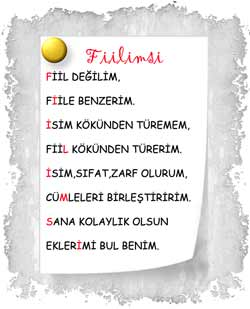 Fiilimsi
FİİL DEĞİLİM,
FİİLE BENZERİM.
İSİM KÖKÜNDEN TÜREMEM,
FİİL KÖKÜNDEN TÜRERİM.
İSİM,SIFAT,ZARF OLURUM,
CÜMLELERİ BİRLEŞTİRİRİM.
SANA KOLAYLIK OLSUN
EKLERİMİ BUL BENİM.